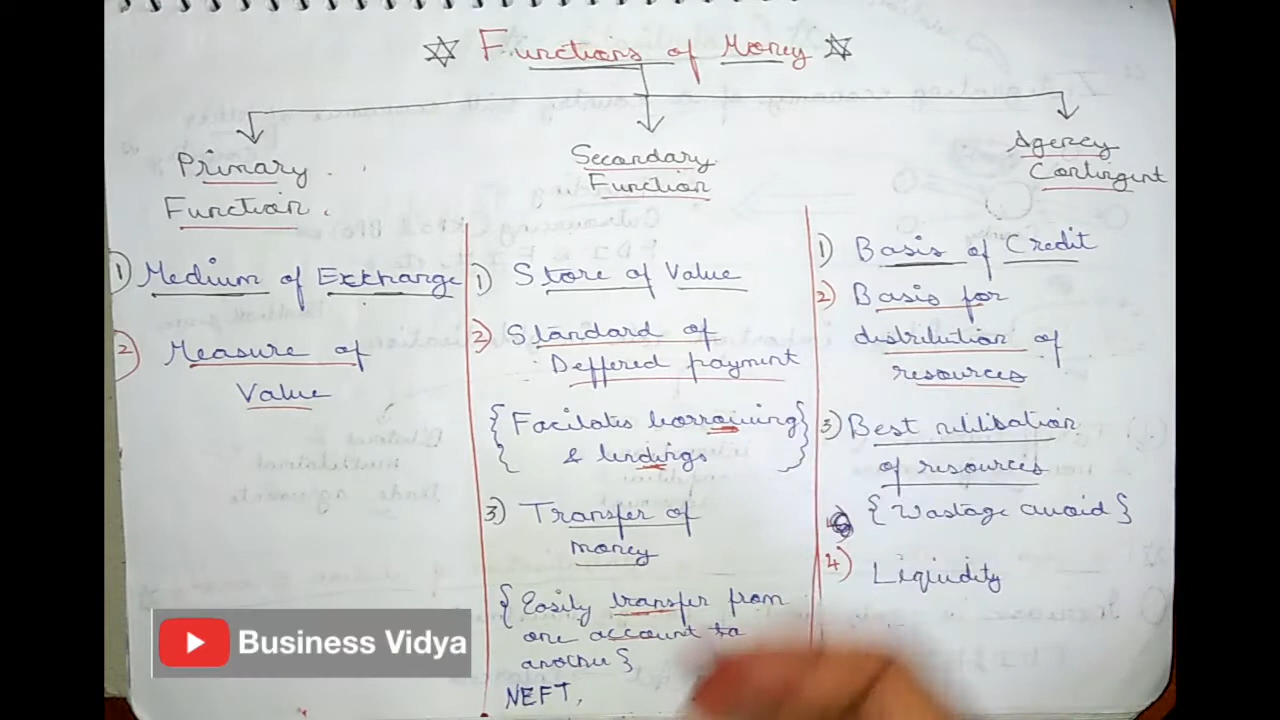 Functions of Money
Primary
Function.
1) Medium of Exchange
2) Measure of
Value
Secondary
Function
1) Store of Value
2) Standard of
Deffered payment
{Facilates borrowing
& lendings}
3) Transfer of
money
{Easily transfer from
one account to
another}
NEFT,
Agency
Contingent
1) Basis of Credit
2) Basis for
distribution of
resources
3) Best utilisation
of resources
{Wastage avoid}
4) Liquidity
Business Vidya